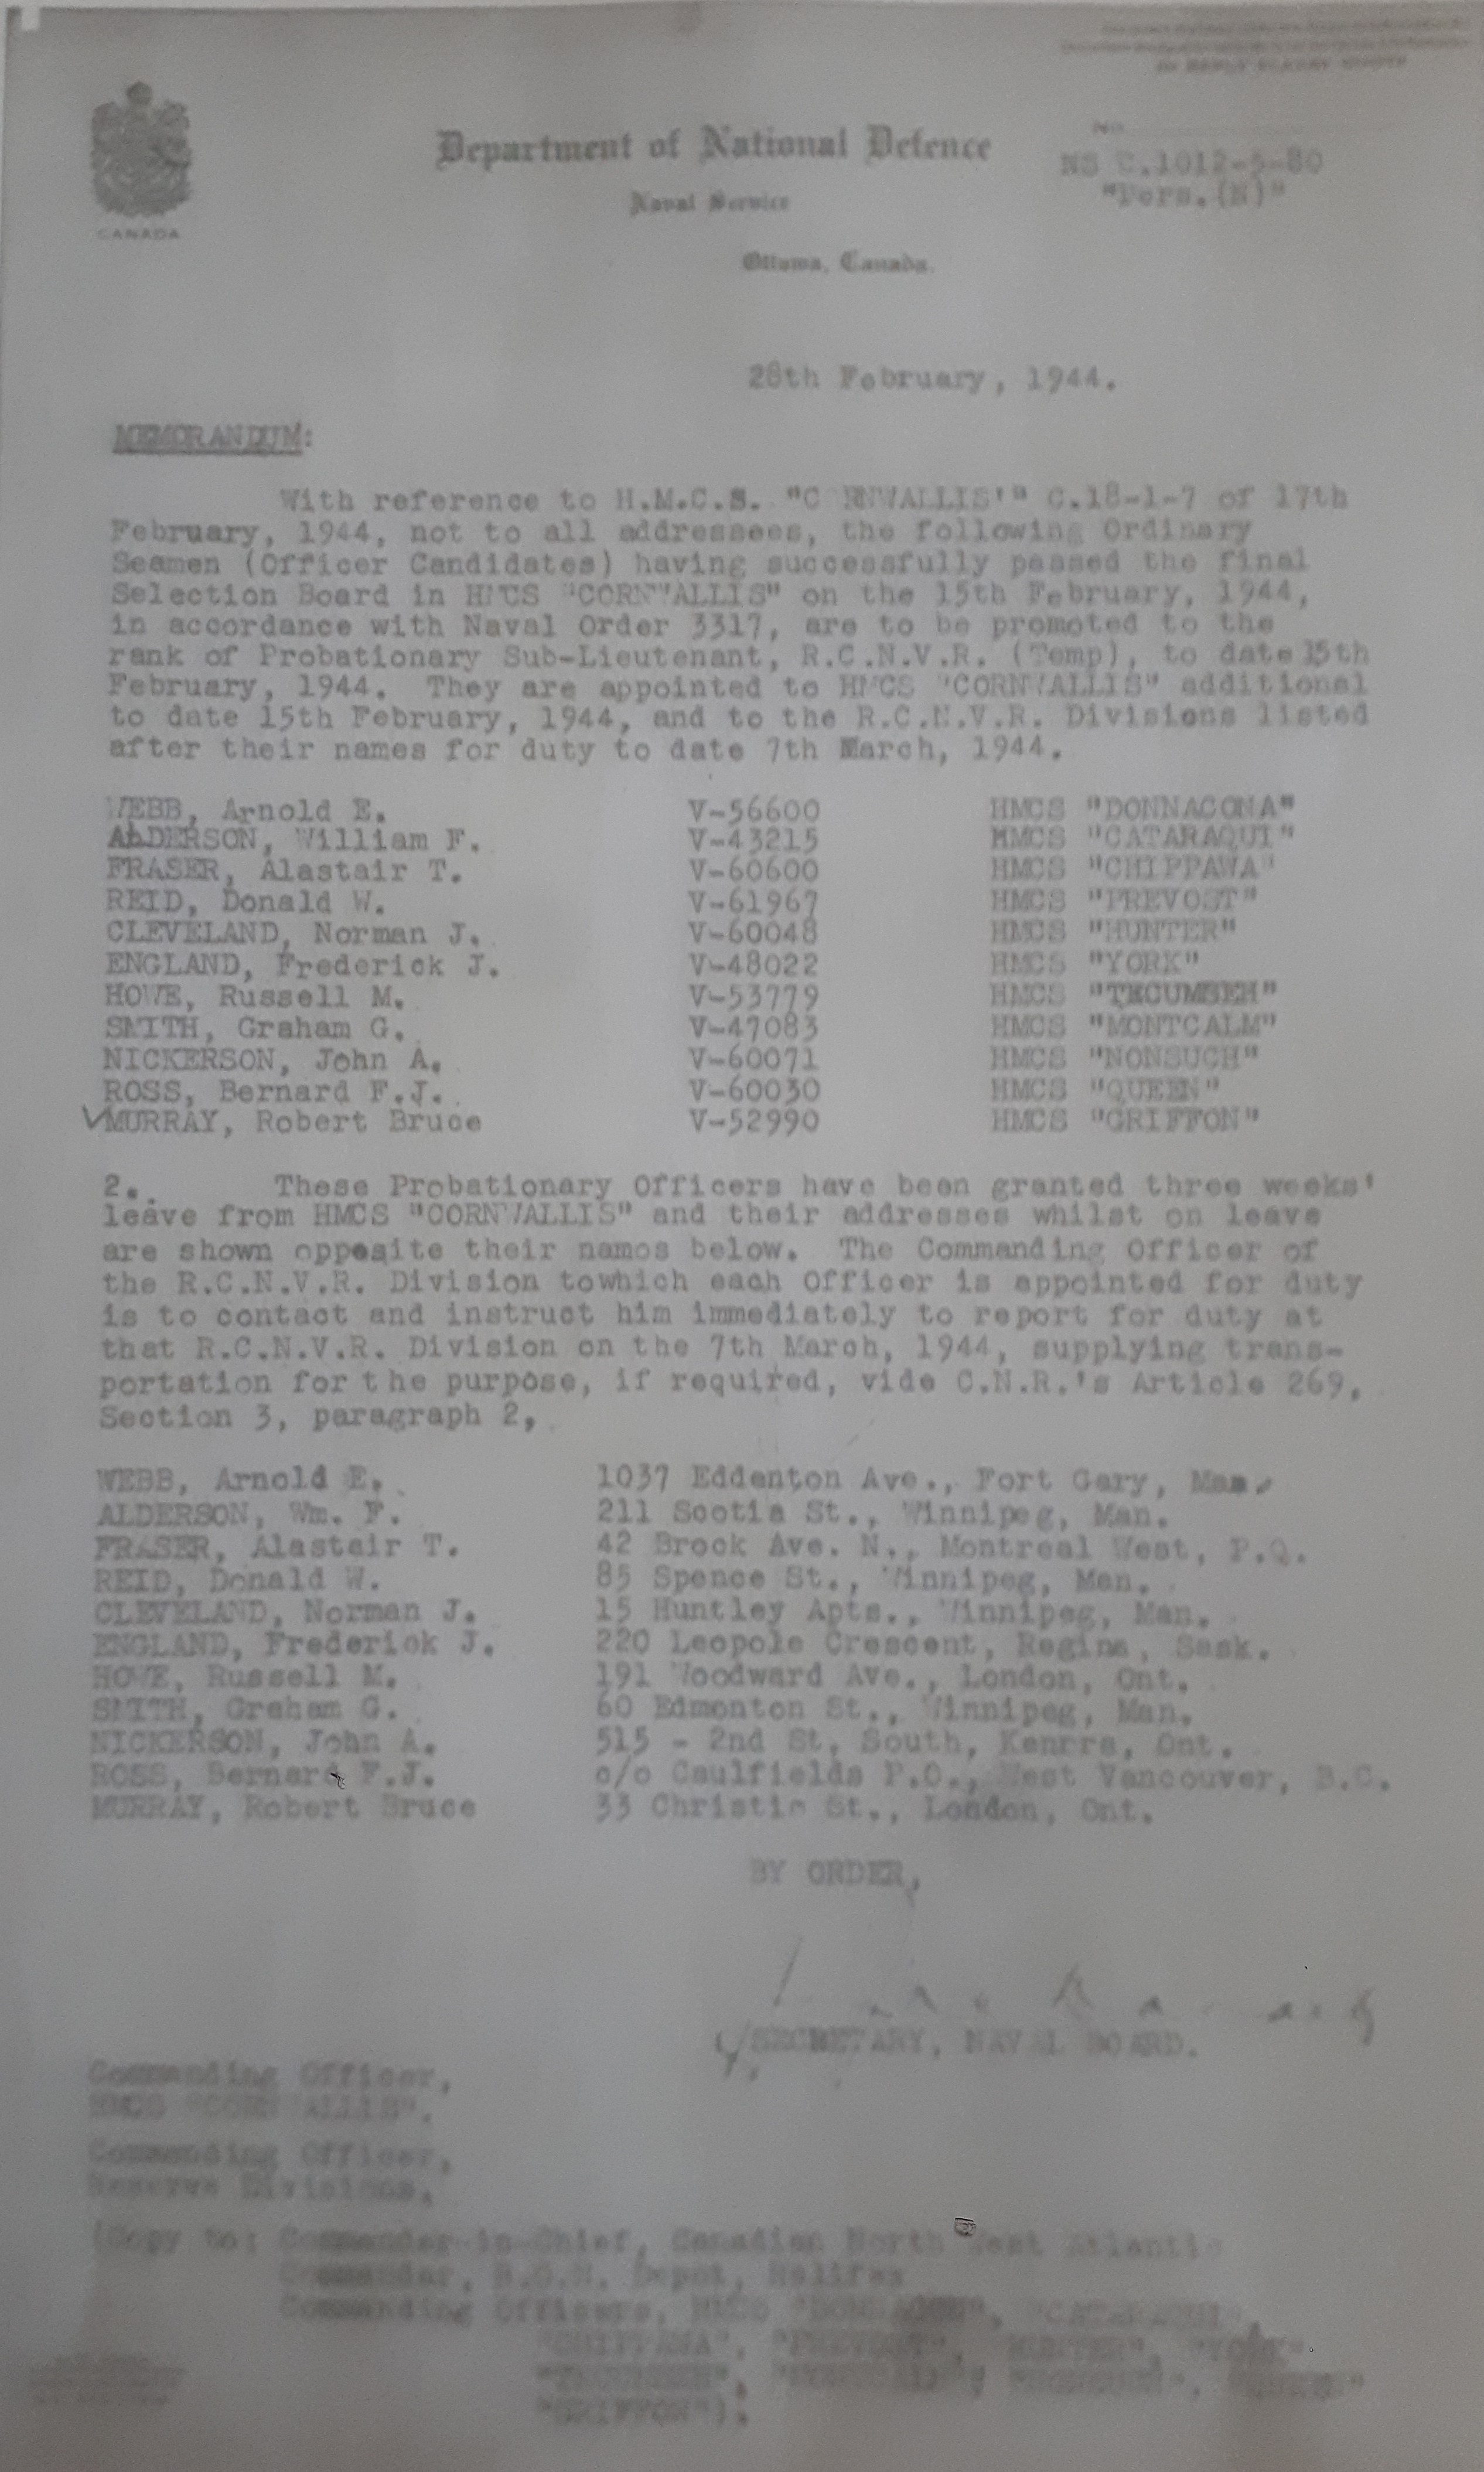 IN REPLY PLEASE QUOTE
No.
Department of National Defence
NS C.1012-5-80
"Pers.(N)"
Naval Service
CANADA
Ottawa, Canada.
28th February, 1944.
MEMORANDUM:
With reference to H.M.C.S. "C RNWALLIS'" C.18-1-7 of 17th
February, 1944, not to all addressees, the following Ordinary
Seamen (Officer Candidates) having successfully passed the final
Selection Board in HMCS "CORNWALLIS" on the 15th February, 1944,
in accordance with Naval Order 3317, are to be promoted to the
rank of Probationary Sub-Lieutenant, R.C.N.V.R. (Temp), to date 15th
February, 1944. They are appointed to HMCS "CORNWALLIS" additional
to date 15th February, 1944, and to the R.C.N.V.R. Divisions listed
after their names for duty to date 7th March, 1944.
WEBB, Arnold E. V-56600 HMCS "DONNACONA"
ALDERSON, William F. V-43215 HMCS "CATARAQUI"
FRASER, Alastair T. V-60600 HMCS "CHIPPAWA"
REID, Donald W. V-61967 HMCS "PREVOST"
CLEVELAND, Norman J. V-60048 HMCS "HUNTER"
ENGLAND, Frederick J. V-48022 HMCS "YORK"
HOWE, Russell M. V-53779 HMCS "TECUMSEH"
SMITH, Graham G. V-47083 HMCS "MONTCALM"
NICKERSON, John A. V-60071 HMCS "NONSUCH"
ROSS, Bernard F.J. V-60030 HMCS "QUEEN"
MURRAY, Robert Bruce V-52990 HMCS "GRIFFON"
2. These Probationary Officers have been granted three weeks'
leave from HMCS "CORNWALLIS" and their addresses whilst on leave
are shown opposite their names below. The Commanding Officer of
the R.C.N.V.R. Division towhich each Officer is appointed for duty
is to contact and instruct him immediately to report for duty at
that R.C.N.V.R. Division on the 7th March, 1944, supplying trans-
portation for the purpose, if required, vide C.N.R.'s Article 269,
Section 3, paragraph 2,
WEBB, Arnold E. 1037 Eddenton Ave., Fort Gary, Man.
ALDERSON, Wm. F. 211 Scotia St., Winnipeg, Man.
FRASER, Alastair T. 42 Brock Ave. N., Montreal West, P.Q.
REID, Donald W. 85 Spence St., Winnipeg, Man.
CLEVELAND, Norman J. 15 Huntley Apts., Winnipeg, Man.
ENGLAND, Frederick J. 220 Leopole Crescent, Regina, Sask.
HOWE, Russell M. 191 Woodward Ave., London, Ont.
SMITH, Graham G. 60 Edmonton St., Winnipeg, Man.
NICKERSON, John A. 515 - 2nd St, South, Kenora, Ont.
ROSS, Bernard F.J. c/o Caulfields P.O., West Vancouver, B.C.
MURRAY, Robert Bruce 33 Christie St., London, Ont.
BY ORDER,
SECRETARY, NAVAL BOARD.
Commanding Officer,
HMCS "CORNWALLIS".
Commanding Officer,
Reserve Divisions.
(Copy to: Commander-in-Chief, Canadian North West Atlantic
Commander, R.C.N. Depot, Halifax
Commanding Officers, HMCS "DONNACONA", "CATARAQUI",
"CHIPPAWA", "PREVOST", "HUNTER", "YORK",
"TECUMSEH", "MONTCALM", "NONSUCH", "QUEEN"
"GRIFFON").